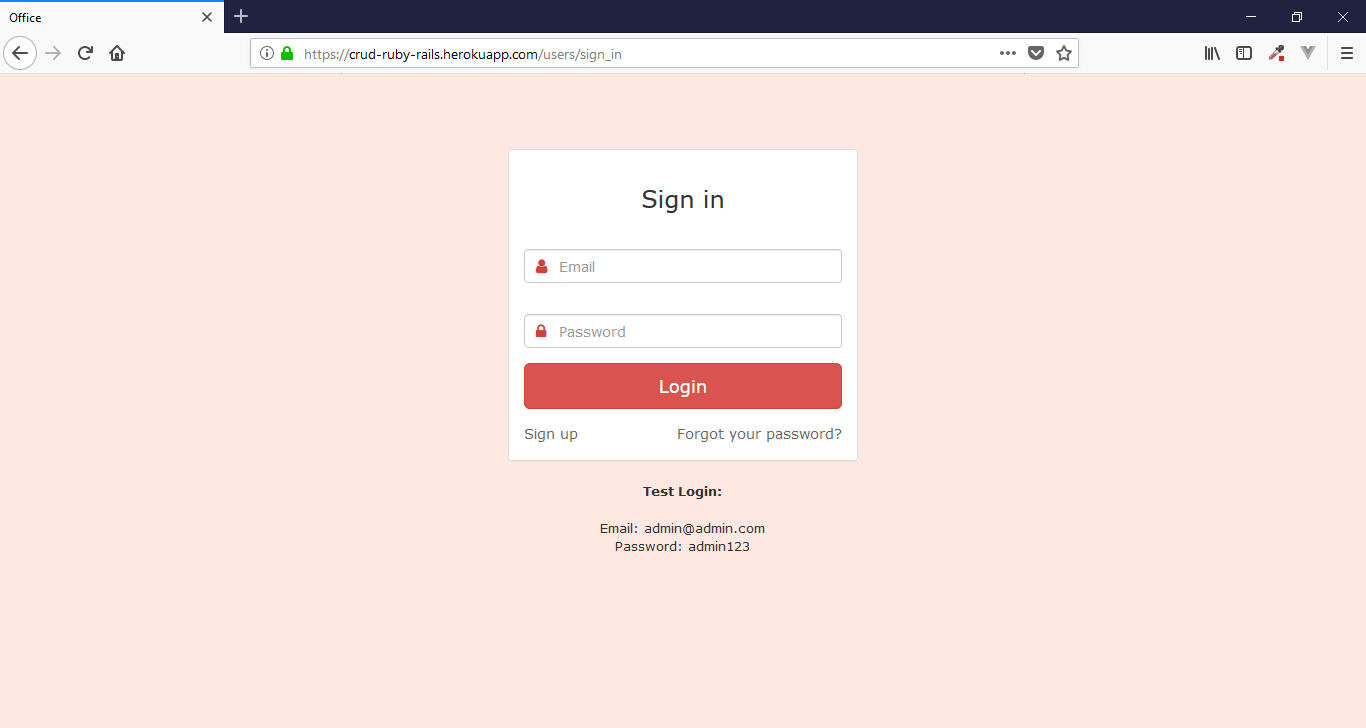 Office
https://crud-ruby-rails.herokuapp.com/users/sign_in
Sign in
Email
Password
Login
Sign up Forgot your password?
Test Login:
Email: admin@admin.com
Password: admin123